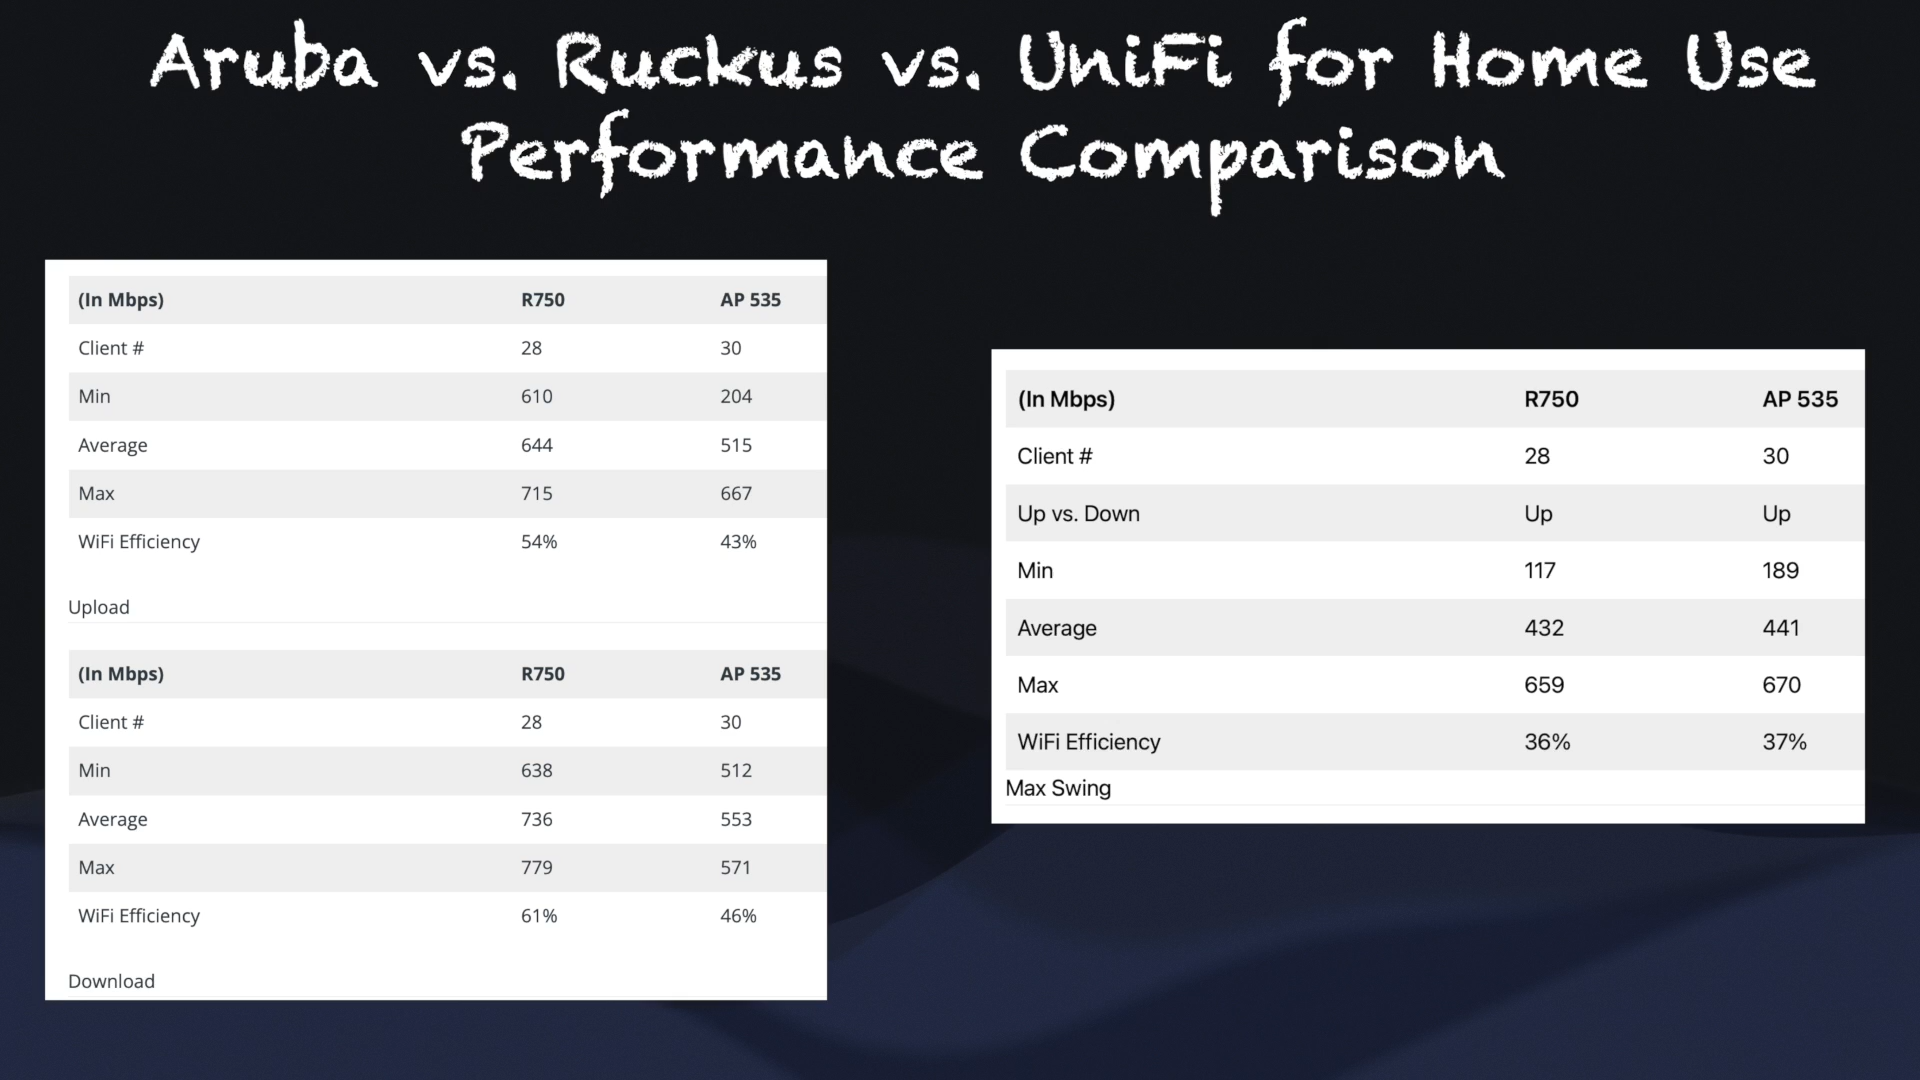 Aruba vs. Ruckus vs. UniFi for Home Use
Performance Comparison
(In Mbps) R750 AP 535
Client # 28 30
Min 610 204
Average 644 515
Max 715 667
WiFi Efficiency 54% 43%
Upload
(In Mbps) R750 AP 535
Client # 28 30
Min 638 512
Average 736 553
Max 779 571
WiFi Efficiency 61% 46%
Download
(In Mbps) R750 AP 535
Client # 28 30
Up vs. Down Up Up
Min 117 189
Average 432 441
Max 659 670
WiFi Efficiency 36% 37%
Max Swing